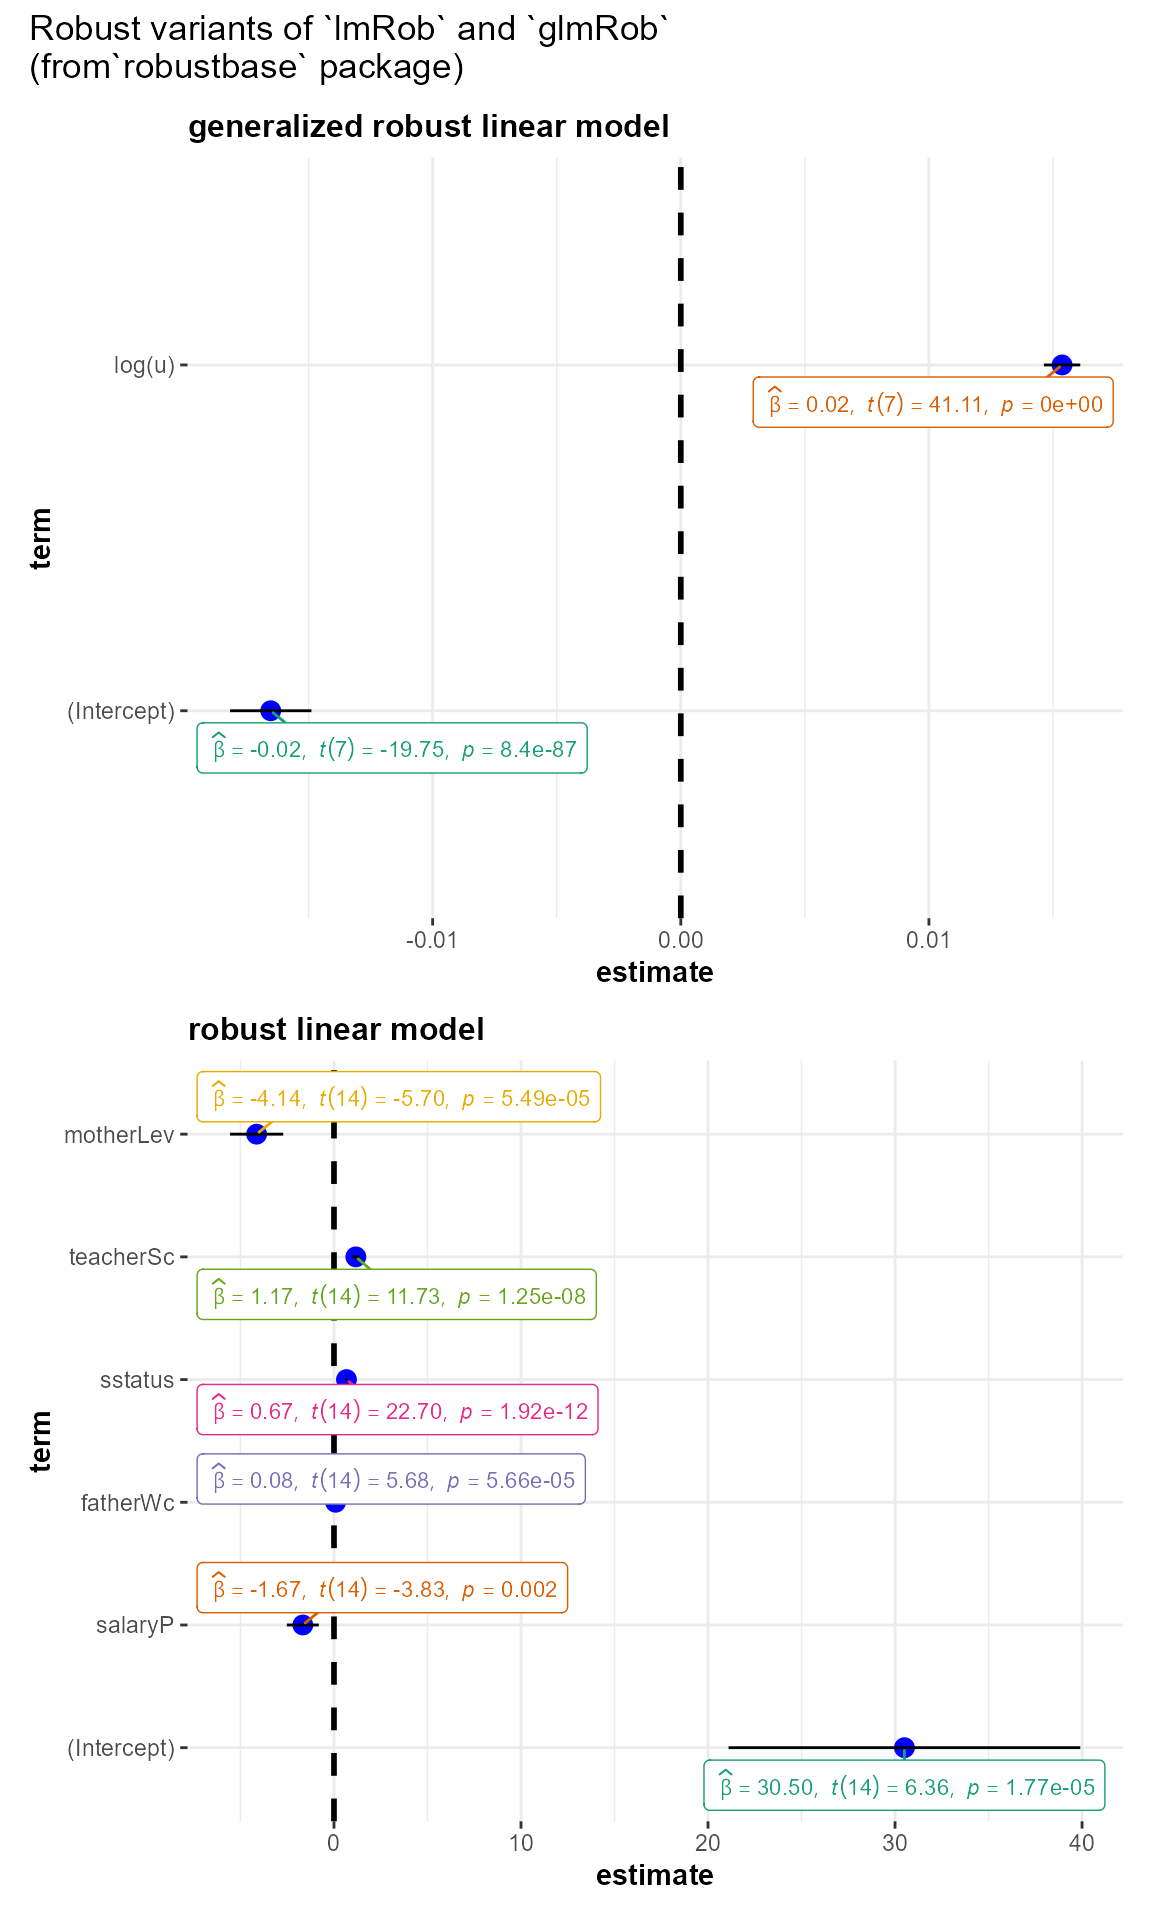 Robust variants of `lmRob` and `glmRob`
(from`robustbase` package)
generalized robust linear model
term
log(u)
β̂ = 0.02, t(7) = 41.11, p = 0e+00
(Intercept)
β̂ = -0.02, t(7) = -19.75, p = 8.4e-87
-0.01 0.00 0.01
estimate
robust linear model
term
β̂ = -4.14, t(14) = -5.70, p = 5.49e-05
motherLev
teacherSc
β̂ = 1.17, t(14) = 11.73, p = 1.25e-08
sstatus
β̂ = 0.67, t(14) = 22.70, p = 1.92e-12
β̂ = 0.08, t(14) = 5.68, p = 5.66e-05
fatherWc
β̂ = -1.67, t(14) = -3.83, p = 0.002
salaryP
(Intercept)
β̂ = 30.50, t(14) = 6.36, p = 1.77e-05
0 10 20 30 40
estimate